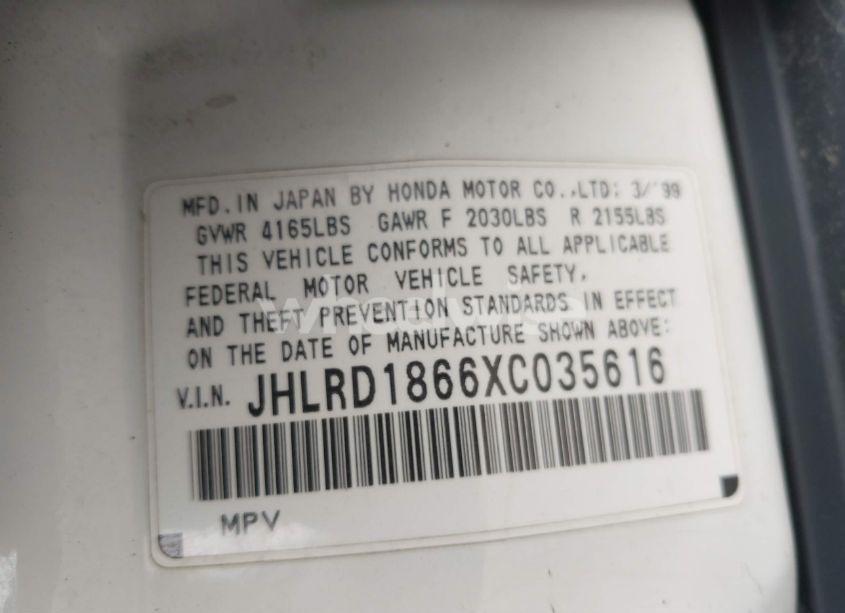 MFD. IN JAPAN BY HONDA MOTOR CO.,LTD: 3/'99
GVWR 4165LBS GAWR F 2030LBS R 2155LBS
THIS VEHICLE CONFORMS TO ALL APPLICABLE
FEDERAL MOTOR VEHICLE SAFETY,
AND THEFT PREVENTION STANDARDS IN EFFECT
ON THE DATE OF MANUFACTURE SHOWN ABOVE:
V.I.N. JHLRD1866XC035616
MPV